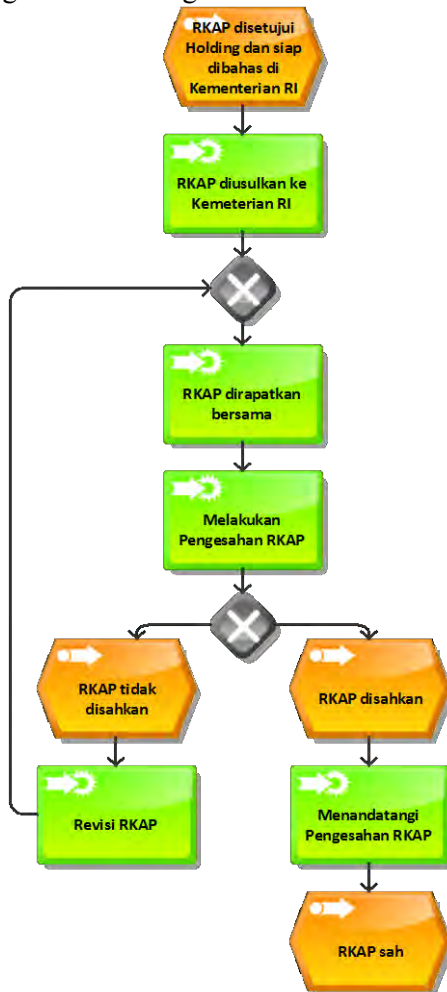 RKAP disetujui
Holding dan siap
dibahas di
Kementerian RI
RKAP diusulkan ke
Kemeterian RI
RKAP dirapatkan
bersama
Melakukan
Pengesahan RKAP
RKAP tidak
disahkan
RKAP disahkan
Revisi RKAP
Menandatangi
Pengesahan RKAP
RKAP sah